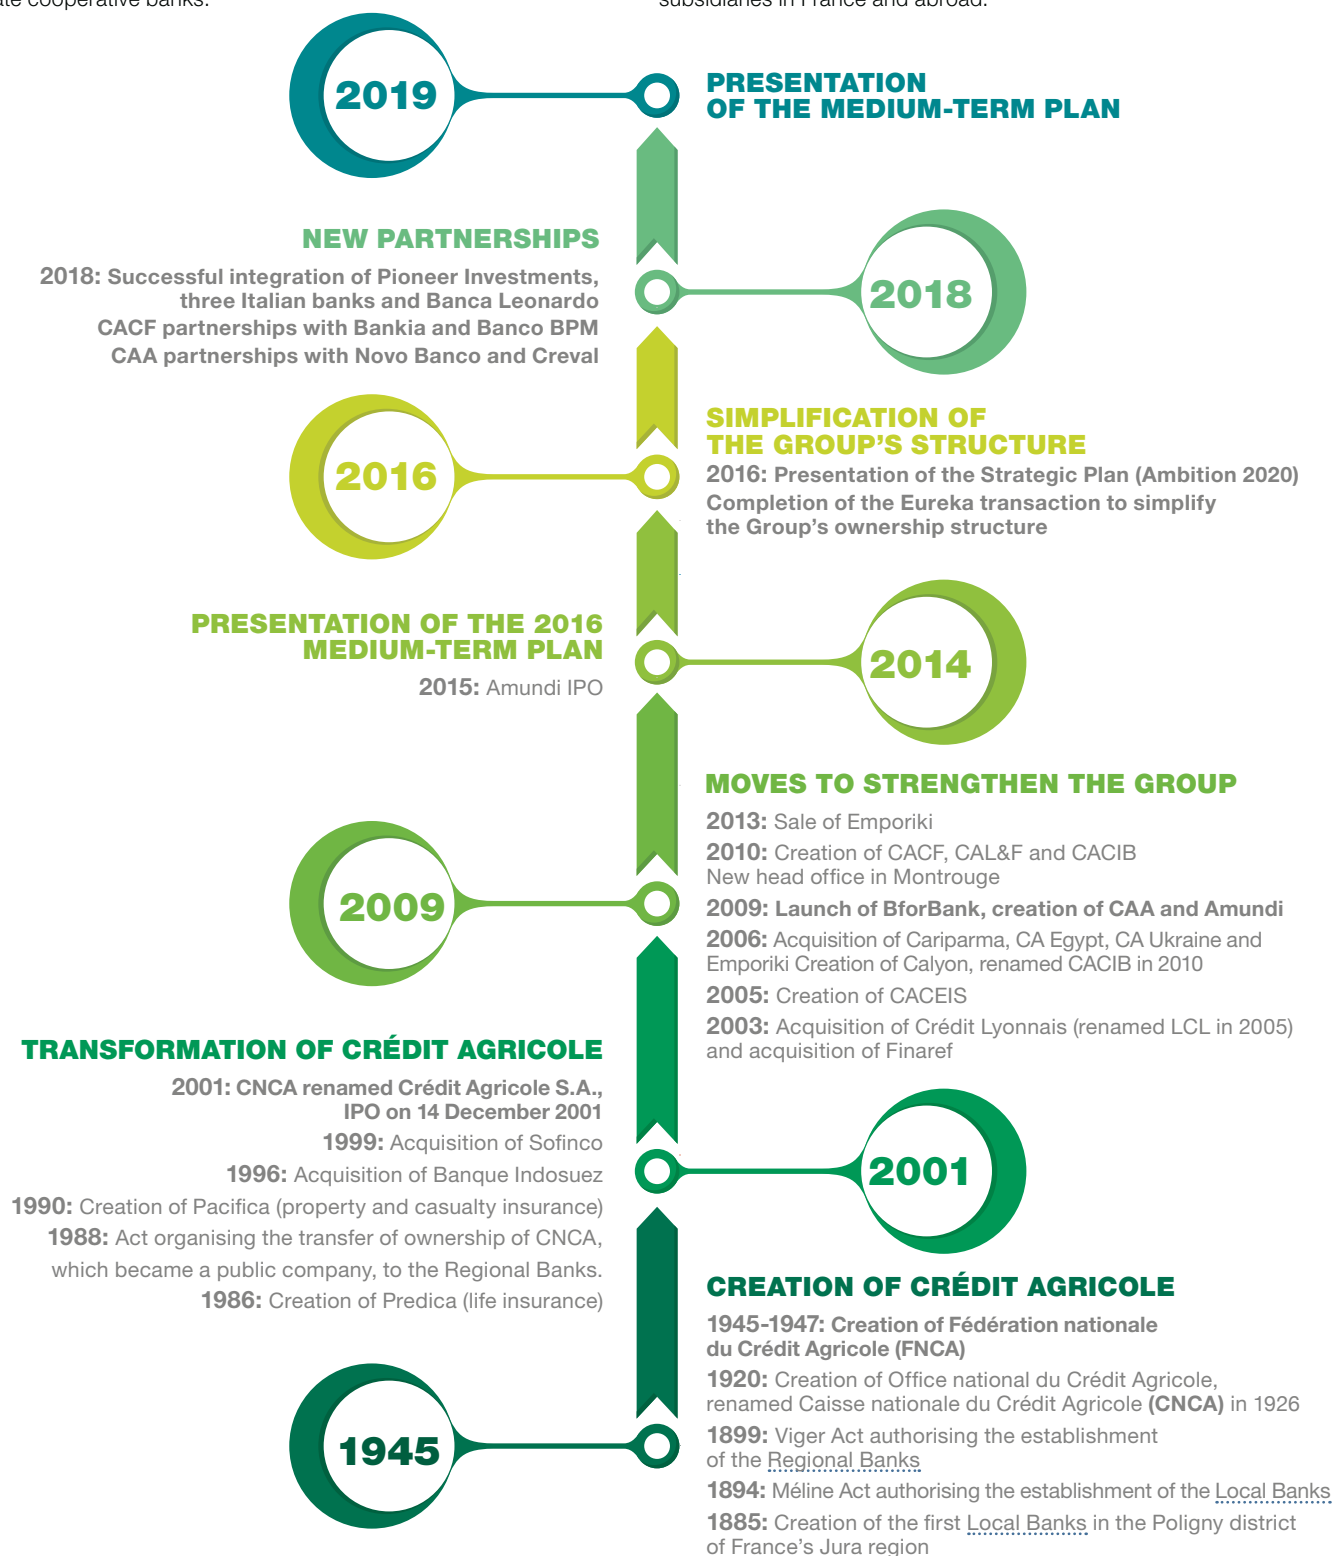 ate cooperative banks.
subsidiaries in France and abroad.
2019
PRESENTATION
OF THE MEDIUM-TERM PLAN
NEW PARTNERSHIPS
2018: Successful integration of Pioneer Investments,
three Italian banks and Banca Leonardo
CACF partnerships with Bankia and Banco BPM
CAA partnerships with Novo Banco and Creval
2018
2016
SIMPLIFICATION OF
THE GROUP'S STRUCTURE
2016: Presentation of the Strategic Plan (Ambition 2020)
Completion of the Eureka transaction to simplify
the Group's ownership structure
PRESENTATION OF THE 2016
MEDIUM-TERM PLAN
2015: Amundi IPO
2014
MOVES TO STRENGTHEN THE GROUP
2013: Sale of Emporiki
2010: Creation of CACF, CAL&F and CACIB
New head office in Montrouge
2009: Launch of BforBank, creation of CAA and Amundi
2006: Acquisition of Cariparma, CA Egypt, CA Ukraine and
Emporiki Creation of Calyon, renamed CACIB in 2010
2005: Creation of CACEIS
2003: Acquisition of Crédit Lyonnais (renamed LCL in 2005)
and acquisition of Finaref
2009
TRANSFORMATION OF CRÉDIT AGRICOLE
2001: CNCA renamed Crédit Agricole S.A.,
IPO on 14 December 2001
1999: Acquisition of Sofinco
1996: Acquisition of Banque Indosuez
1990: Creation of Pacifica (property and casualty insurance)
1988: Act organising the transfer of ownership of CNCA,
which became a public company, to the Regional Banks.
1986: Creation of Predica (life insurance)
2001
CREATION OF CRÉDIT AGRICOLE
1945-1947: Creation of Fédération nationale
du Crédit Agricole (FNCA)
1920: Creation of Office national du Crédit Agricole,
renamed Caisse nationale du Crédit Agricole (CNCA) in 1926
1899: Viger Act authorising the establishment
of the Regional Banks
1894: Méline Act authorising the establishment of the Local Banks
1885: Creation of the first Local Banks in the Poligny district
of France's Jura region
1945